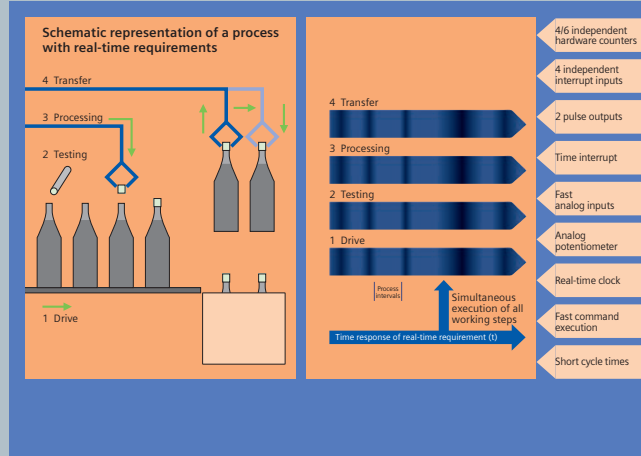 Schematic representation of a process
with real-time requirements
4 Transfer
3 Processing
2 Testing
1 Drive
4 Transfer
3 Processing
2 Testing
1 Drive
Process
intervals
Simultaneous
execution of all
working steps
Time response of real-time requirement (t)
4/6 independent
hardware counters
4 independent
interrupt inputs
2 pulse outputs
Time interrupt
Fast
analog inputs
Analog
potentiometer
Real-time clock
Fast command
execution
Short cycle times